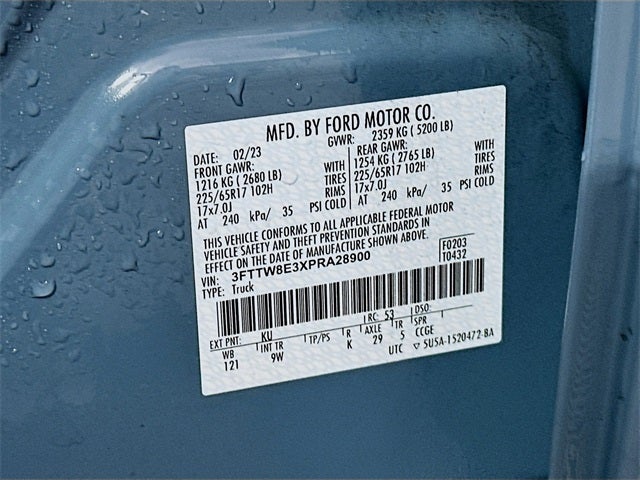 MFD. BY FORD MOTOR CO.
DATE: 02/23 GVWR: 2359 KG ( 5200 LB)
FRONT GAWR: REAR GAWR:
1216 KG ( 2680 LB) WITH 1254 KG ( 2765 LB) WITH
225/65R17 102H TIRES 225/65R17 102H TIRES
17x7.0J RIMS 17x7.0J RIMS
AT 240 kPa/ 35 PSI COLD AT 240 kPa/ 35 PSI COLD
THIS VEHICLE CONFORMS TO ALL APPLICABLE FEDERAL MOTOR
VEHICLE SAFETY AND THEFT PREVENTION STANDARDS IN
EFFECT ON THE DATE OF MANUFACTURE SHOWN ABOVE.
VIN: 3FTTW8E3XPRA28900 F0203
TYPE: Truck T0432
EXT PNT: KU RC: 53 DSO:
WB INT TR TP/PS R AXLE TR SPR
121 9W K 29 5 CCGE
UTC ▽ 5U5A-1520472-BA